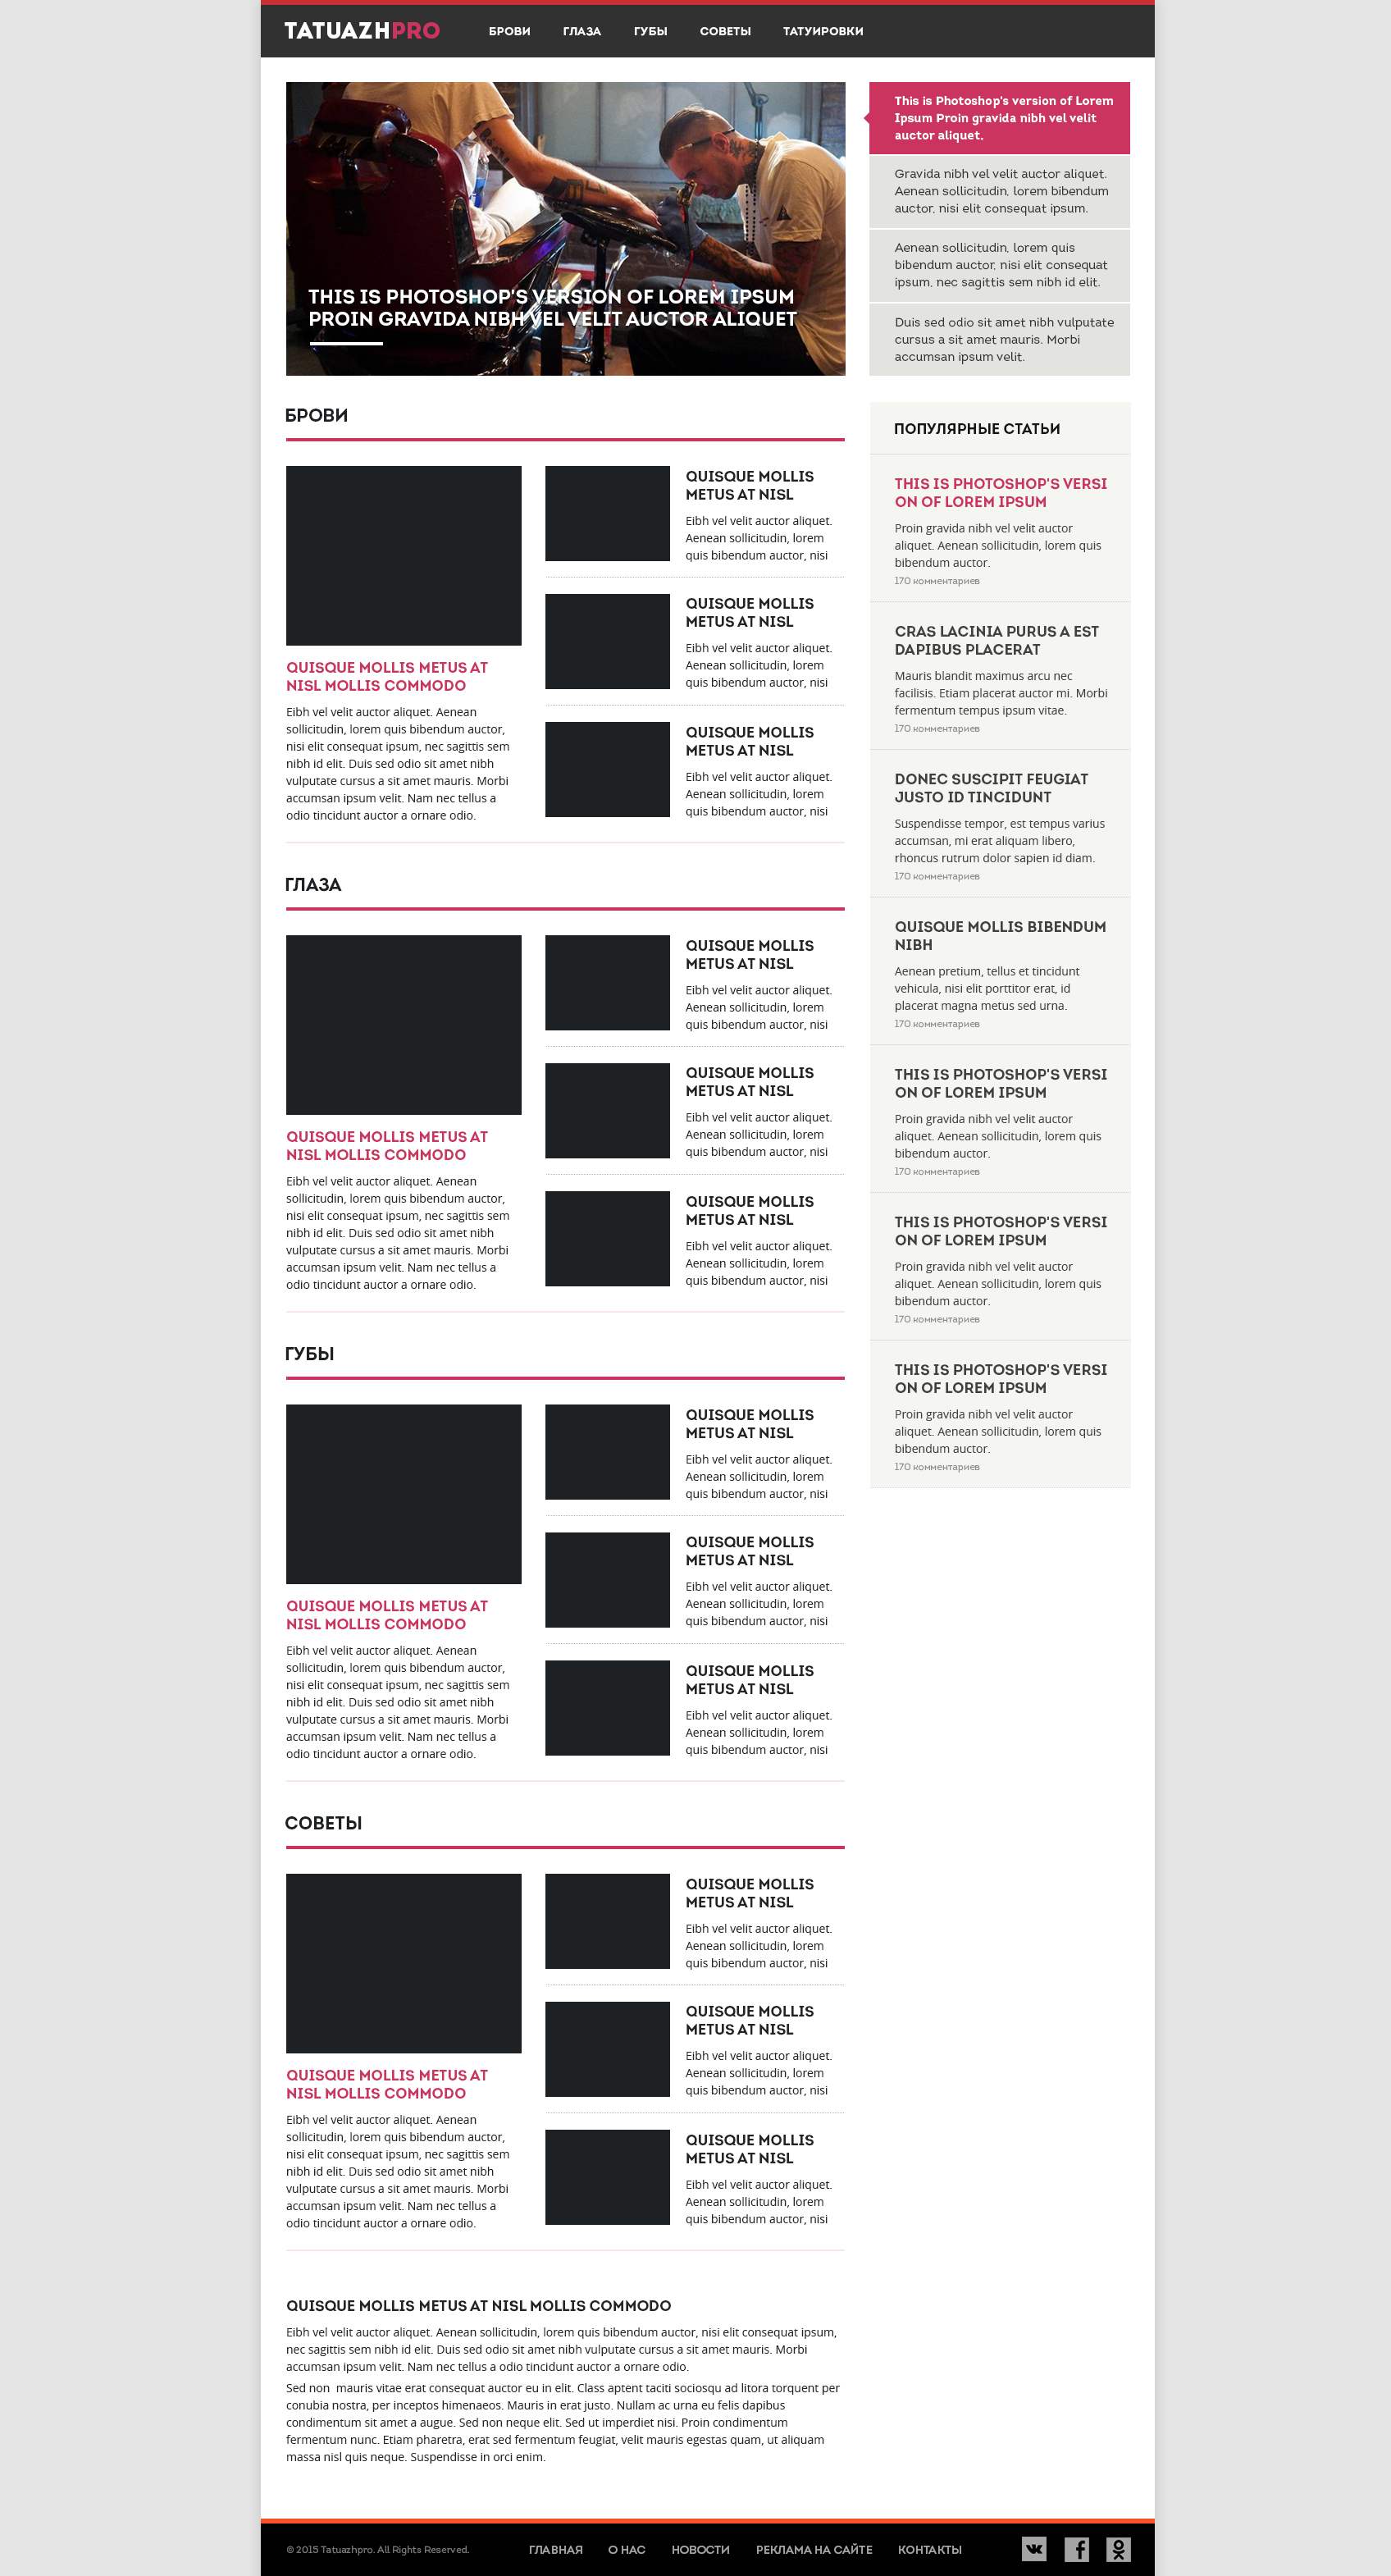 TATUAZHPRO
БРОВИ ГЛАЗА ГУБЫ СОВЕТЫ ТАТУИРОВКИ
THIS IS PHOTOSHOP'S VERSION OF LOREM IPSUM
PROIN GRAVIDA NIBH VEL VELIT AUCTOR ALIQUET
This is Photoshop's version of Lorem
Ipsum Proin gravida nibh vel velit
auctor aliquet.
Gravida nibh vel velit auctor aliquet.
Aenean sollicitudin, lorem bibendum
auctor, nisi elit consequat ipsum.
Aenean sollicitudin, lorem quis
bibendum auctor, nisi elit consequat
ipsum, nec sagittis sem nibh id elit.
Duis sed odio sit amet nibh vulputate
cursus a sit amet mauris. Morbi
accumsan ipsum velit.
БРОВИ
QUISQUE MOLLIS METUS AT
NISL MOLLIS COMMODO
Eibh vel velit auctor aliquet. Aenean
sollicitudin, lorem quis bibendum auctor,
nisi elit consequat ipsum, nec sagittis sem
nibh id elit. Duis sed odio sit amet nibh
vulputate cursus a sit amet mauris. Morbi
accumsan ipsum velit. Nam nec tellus a
odio tincidunt auctor a ornare odio.
QUISQUE MOLLIS
METUS AT NISL
Eibh vel velit auctor aliquet.
Aenean sollicitudin, lorem
quis bibendum auctor, nisi
QUISQUE MOLLIS
METUS AT NISL
Eibh vel velit auctor aliquet.
Aenean sollicitudin, lorem
quis bibendum auctor, nisi
QUISQUE MOLLIS
METUS AT NISL
Eibh vel velit auctor aliquet.
Aenean sollicitudin, lorem
quis bibendum auctor, nisi
ГЛАЗА
QUISQUE MOLLIS METUS AT
NISL MOLLIS COMMODO
Eibh vel velit auctor aliquet. Aenean
sollicitudin, lorem quis bibendum auctor,
nisi elit consequat ipsum, nec sagittis sem
nibh id elit. Duis sed odio sit amet nibh
vulputate cursus a sit amet mauris. Morbi
accumsan ipsum velit. Nam nec tellus a
odio tincidunt auctor a ornare odio.
QUISQUE MOLLIS
METUS AT NISL
Eibh vel velit auctor aliquet.
Aenean sollicitudin, lorem
quis bibendum auctor, nisi
QUISQUE MOLLIS
METUS AT NISL
Eibh vel velit auctor aliquet.
Aenean sollicitudin, lorem
quis bibendum auctor, nisi
QUISQUE MOLLIS
METUS AT NISL
Eibh vel velit auctor aliquet.
Aenean sollicitudin, lorem
quis bibendum auctor, nisi
ГУБЫ
QUISQUE MOLLIS METUS AT
NISL MOLLIS COMMODO
Eibh vel velit auctor aliquet. Aenean
sollicitudin, lorem quis bibendum auctor,
nisi elit consequat ipsum, nec sagittis sem
nibh id elit. Duis sed odio sit amet nibh
vulputate cursus a sit amet mauris. Morbi
accumsan ipsum velit. Nam nec tellus a
odio tincidunt auctor a ornare odio.
QUISQUE MOLLIS
METUS AT NISL
Eibh vel velit auctor aliquet.
Aenean sollicitudin, lorem
quis bibendum auctor, nisi
QUISQUE MOLLIS
METUS AT NISL
Eibh vel velit auctor aliquet.
Aenean sollicitudin, lorem
quis bibendum auctor, nisi
QUISQUE MOLLIS
METUS AT NISL
Eibh vel velit auctor aliquet.
Aenean sollicitudin, lorem
quis bibendum auctor, nisi
СОВЕТЫ
QUISQUE MOLLIS METUS AT
NISL MOLLIS COMMODO
Eibh vel velit auctor aliquet. Aenean
sollicitudin, lorem quis bibendum auctor,
nisi elit consequat ipsum, nec sagittis sem
nibh id elit. Duis sed odio sit amet nibh
vulputate cursus a sit amet mauris. Morbi
accumsan ipsum velit. Nam nec tellus a
odio tincidunt auctor a ornare odio.
QUISQUE MOLLIS
METUS AT NISL
Eibh vel velit auctor aliquet.
Aenean sollicitudin, lorem
quis bibendum auctor, nisi
QUISQUE MOLLIS
METUS AT NISL
Eibh vel velit auctor aliquet.
Aenean sollicitudin, lorem
quis bibendum auctor, nisi
QUISQUE MOLLIS
METUS AT NISL
Eibh vel velit auctor aliquet.
Aenean sollicitudin, lorem
quis bibendum auctor, nisi
QUISQUE MOLLIS METUS AT NISL MOLLIS COMMODO
Eibh vel velit auctor aliquet. Aenean sollicitudin, lorem quis bibendum auctor, nisi elit consequat ipsum,
nec sagittis sem nibh id elit. Duis sed odio sit amet nibh vulputate cursus a sit amet mauris. Morbi
accumsan ipsum velit. Nam nec tellus a odio tincidunt auctor a ornare odio.
Sed non mauris vitae erat consequat auctor eu in elit. Class aptent taciti sociosqu ad litora torquent per
conubia nostra, per inceptos himenaeos. Mauris in erat justo. Nullam ac urna eu felis dapibus
condimentum sit amet a augue. Sed non neque elit. Sed ut imperdiet nisi. Proin condimentum
fermentum nunc. Etiam pharetra, erat sed fermentum feugiat, velit mauris egestas quam, ut aliquam
massa nisl quis neque. Suspendisse in orci enim.
ПОПУЛЯРНЫЕ СТАТЬИ
THIS IS PHOTOSHOP'S VERSI
ON OF LOREM IPSUM
Proin gravida nibh vel velit auctor
aliquet. Aenean sollicitudin, lorem quis
bibendum auctor.
170 комментариев
CRAS LACINIA PURUS A EST
DAPIBUS PLACERAT
Mauris blandit maximus arcu nec
facilisis. Etiam placerat auctor mi. Morbi
fermentum tempus ipsum vitae.
170 комментариев
DONEC SUSCIPIT FEUGIAT
JUSTO ID TINCIDUNT
Suspendisse tempor, est tempus varius
accumsan, mi erat aliquam libero,
rhoncus rutrum dolor sapien id diam.
170 комментариев
QUISQUE MOLLIS BIBENDUM
NIBH
Aenean pretium, tellus et tincidunt
vehicula, nisi elit porttitor erat, id
placerat magna metus sed urna.
170 комментариев
THIS IS PHOTOSHOP'S VERSI
ON OF LOREM IPSUM
Proin gravida nibh vel velit auctor
aliquet. Aenean sollicitudin, lorem quis
bibendum auctor.
170 комментариев
THIS IS PHOTOSHOP'S VERSI
ON OF LOREM IPSUM
Proin gravida nibh vel velit auctor
aliquet. Aenean sollicitudin, lorem quis
bibendum auctor.
170 комментариев
THIS IS PHOTOSHOP'S VERSI
ON OF LOREM IPSUM
Proin gravida nibh vel velit auctor
aliquet. Aenean sollicitudin, lorem quis
bibendum auctor.
170 комментариев
© 2015 Tatuazhpro. All Rights Reserved.
ГЛАВНАЯ О НАС НОВОСТИ РЕКЛАМА НА САЙТЕ КОНТАКТЫ